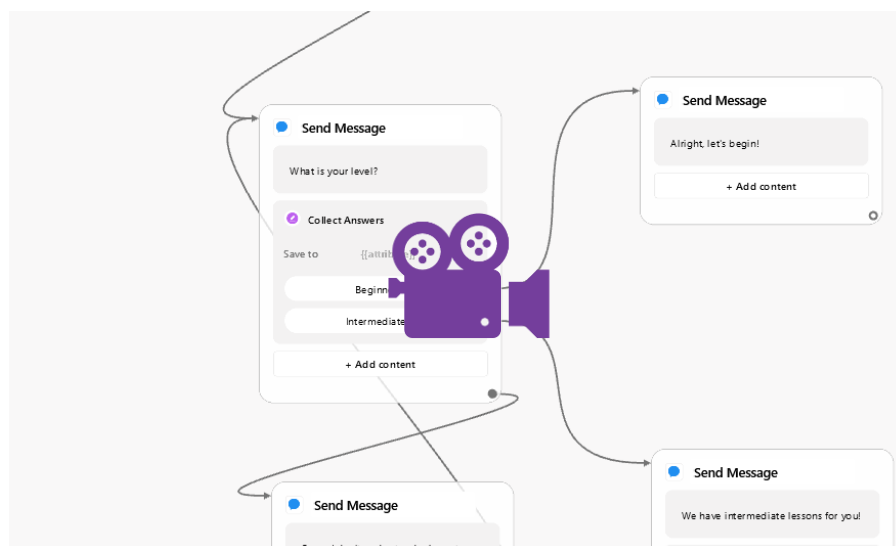 Send Message
What is your level?
Collect Answers
Save to
Intermediate
+ Add content
Send Message
Alright, let's begin!
+ Add content
Send Message
Send Message
We have intermediate lessons for you!